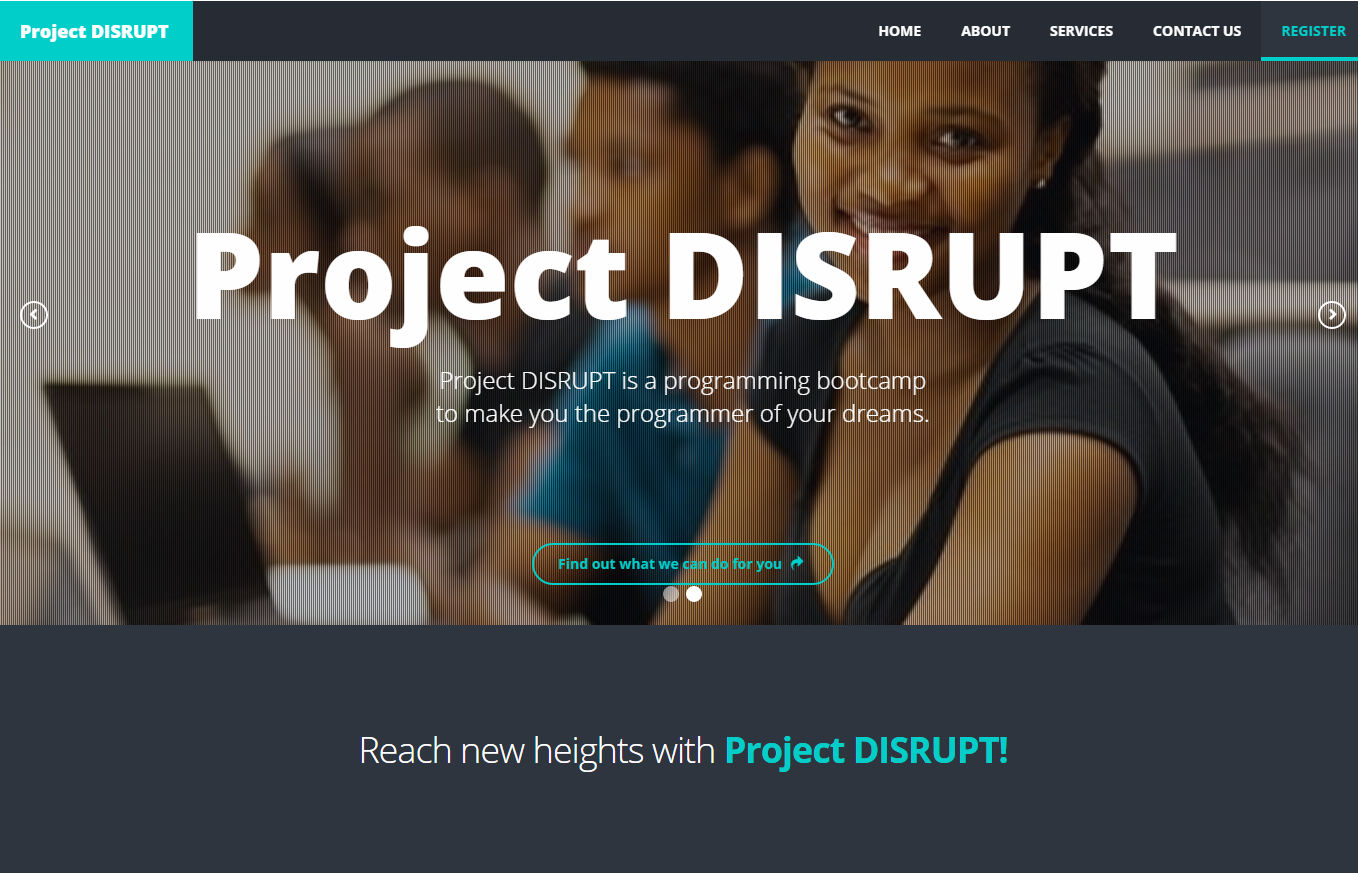 Project DISRUPT
HOME
ABOUT
SERVICES
CONTACT US
REGISTER
Project DISRUPT
Project DISRUPT is a programming bootcamp
to make you the programmer of your dreams.
Find out what we can do for you
Reach new heights with Project DISRUPT!